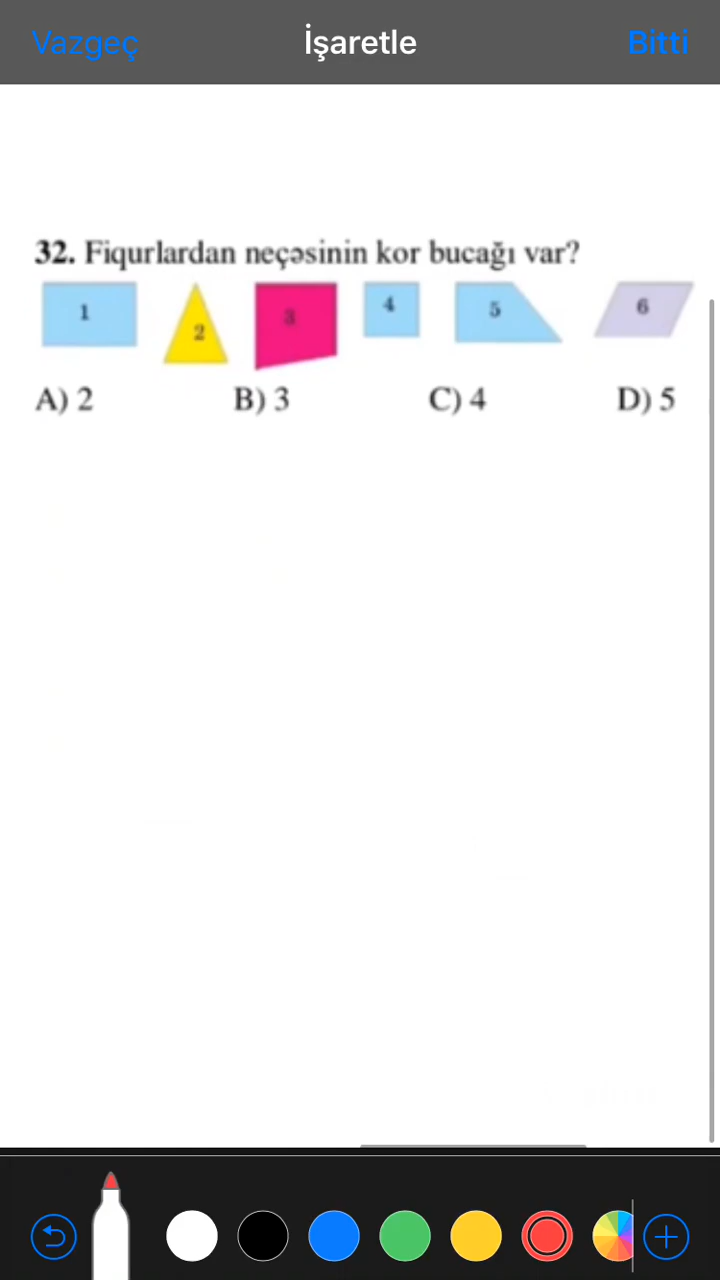 Vazgeç İşaretle Bitti
32. Fiqurlardan neçəsinin kor bucağı var?
1 2 3 4 5 6
A) 2 B) 3 C) 4 D) 5